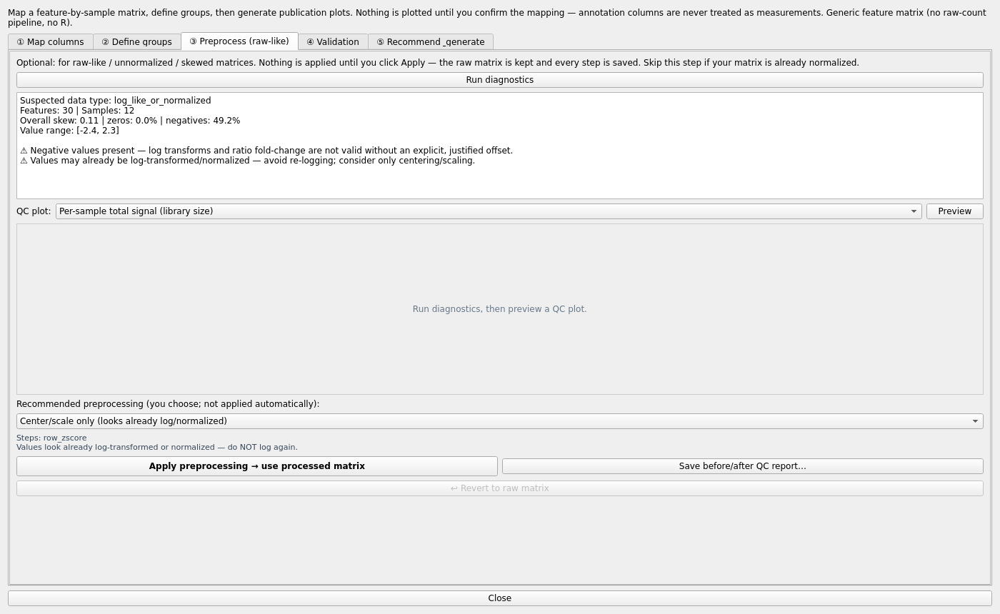 Map a feature-by-sample matrix, define groups, then generate publication plots. Nothing is plotted until you confirm the mapping — annotation columns are never treated as measurements. Generic feature matrix (no raw-count
pipeline, no R).
① Map columns
② Define groups
③ Preprocess (raw-like)
④ Validation
⑤ Recommend _generate
Optional: for raw-like / unnormalized / skewed matrices. Nothing is applied until you click Apply — the raw matrix is kept and every step is saved. Skip this step if your matrix is already normalized.
Run diagnostics
Suspected data type: log_like_or_normalized
Features: 30 | Samples: 12
Overall skew: 0.11 | zeros: 0.0% | negatives: 49.2%
Value range: [-2.4, 2.3]
⚠ Negative values present — log transforms and ratio fold-change are not valid without an explicit, justified offset.
⚠ Values may already be log-transformed/normalized — avoid re-logging; consider only centering/scaling.
QC plot:
Per-sample total signal (library size)
Preview
Run diagnostics, then preview a QC plot.
Recommended preprocessing (you choose; not applied automatically):
Center/scale only (looks already log/normalized)
Steps: row_zscore
Values look already log-transformed or normalized — do NOT log again.
Apply preprocessing → use processed matrix
Save before/after QC report...
↩ Revert to raw matrix
Close